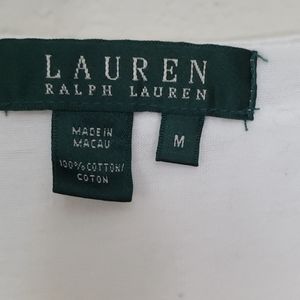 LAUREN
RALPH LAUREN
MADE IN
MACAU
100% COTTON/
COTON
M